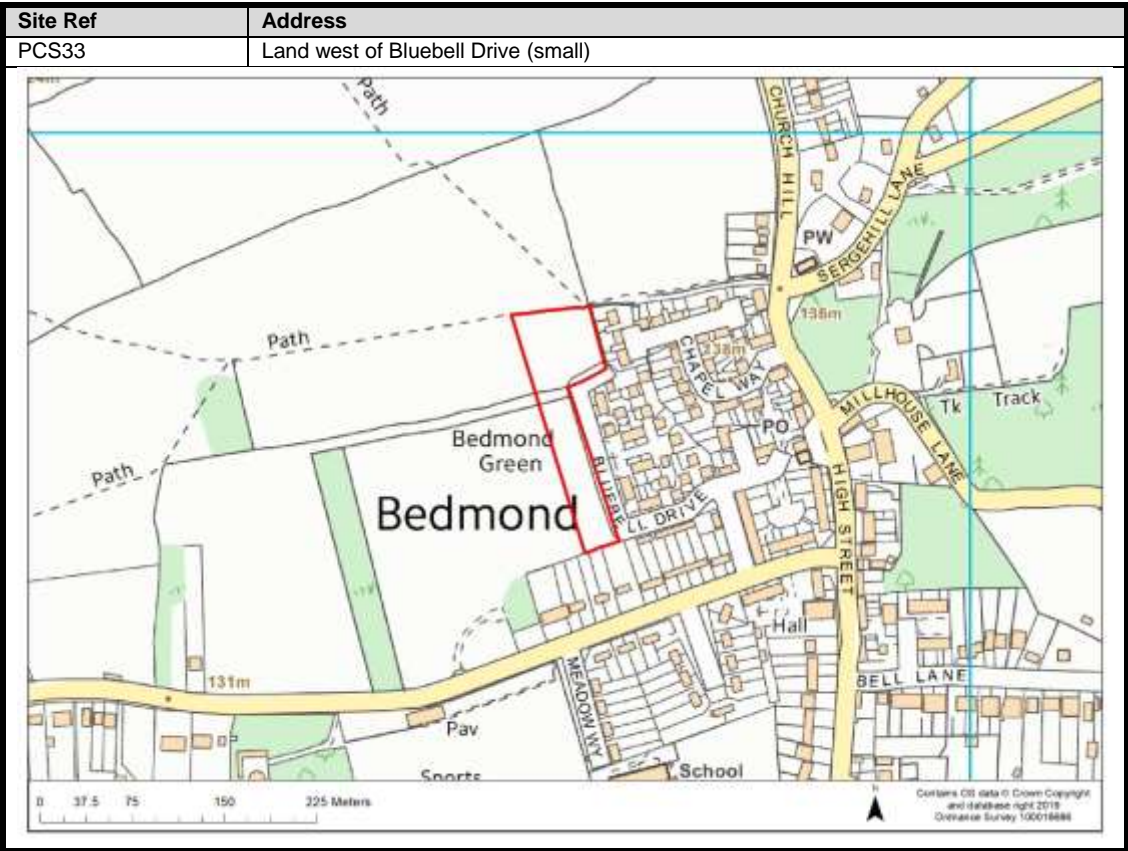 Site Ref Address
PCS33 Land west of Bluebell Drive (small)
Path
CHURCH HILL
PW
SERGEHILL LANE
136m
Path
CHAPEL WAY
138m
MILLHOUSE LANE
Tk Track
PO
Bedmond
Green
Path
BLUEBELL DRIVE
Bedmond
HIGH STREET
Hall
131m
MEADOW WY
BELL LANE
Pav
Sports
School
0 37.5 75 150 225 Meters
N
Contains OS data © Crown Copyright
and database right 2019
Ordnance Survey 100018686